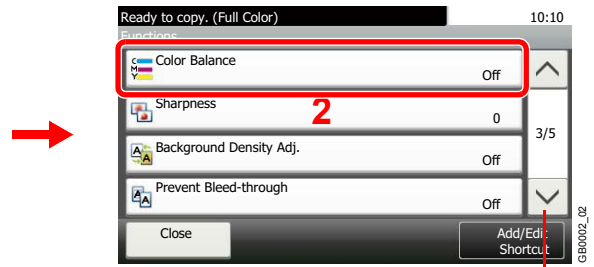 Ready to copy. (Full Color)
10:10
Functions
C
M
Y
Color Balance
Off
2
Sharpness
0
3/5
A
A
Background Density Adj.
Off
A
A
Prevent Bleed-through
Off
Close
Add/Edit
Shortcut
GB0002_02